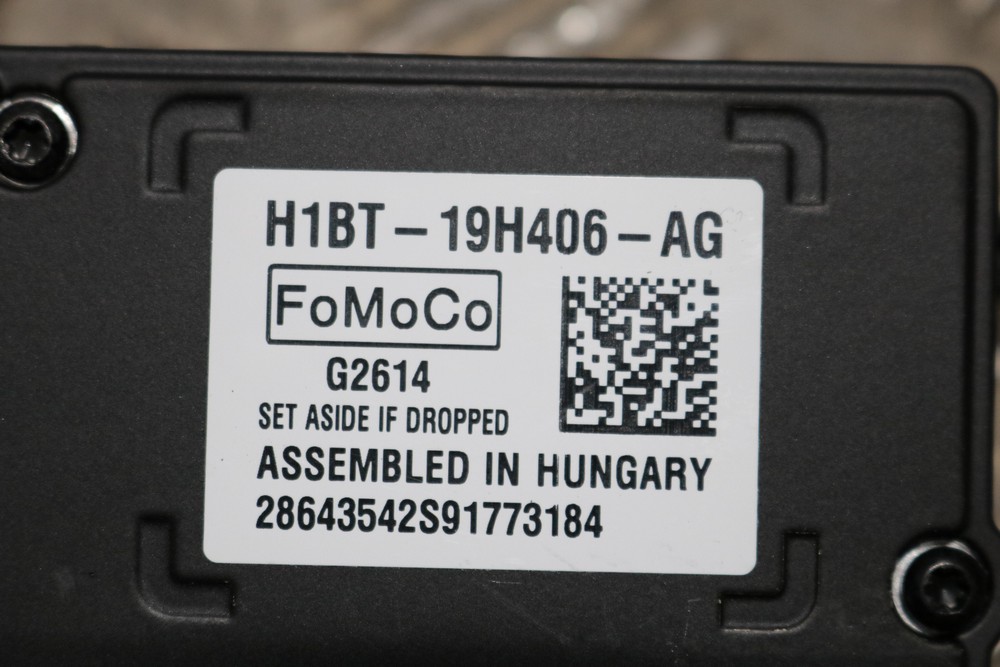 H1BT-19H406-AG
FoMoCo
G2614
SET ASIDE IF DROPPED
ASSEMBLED IN HUNGARY
28643542S91773184